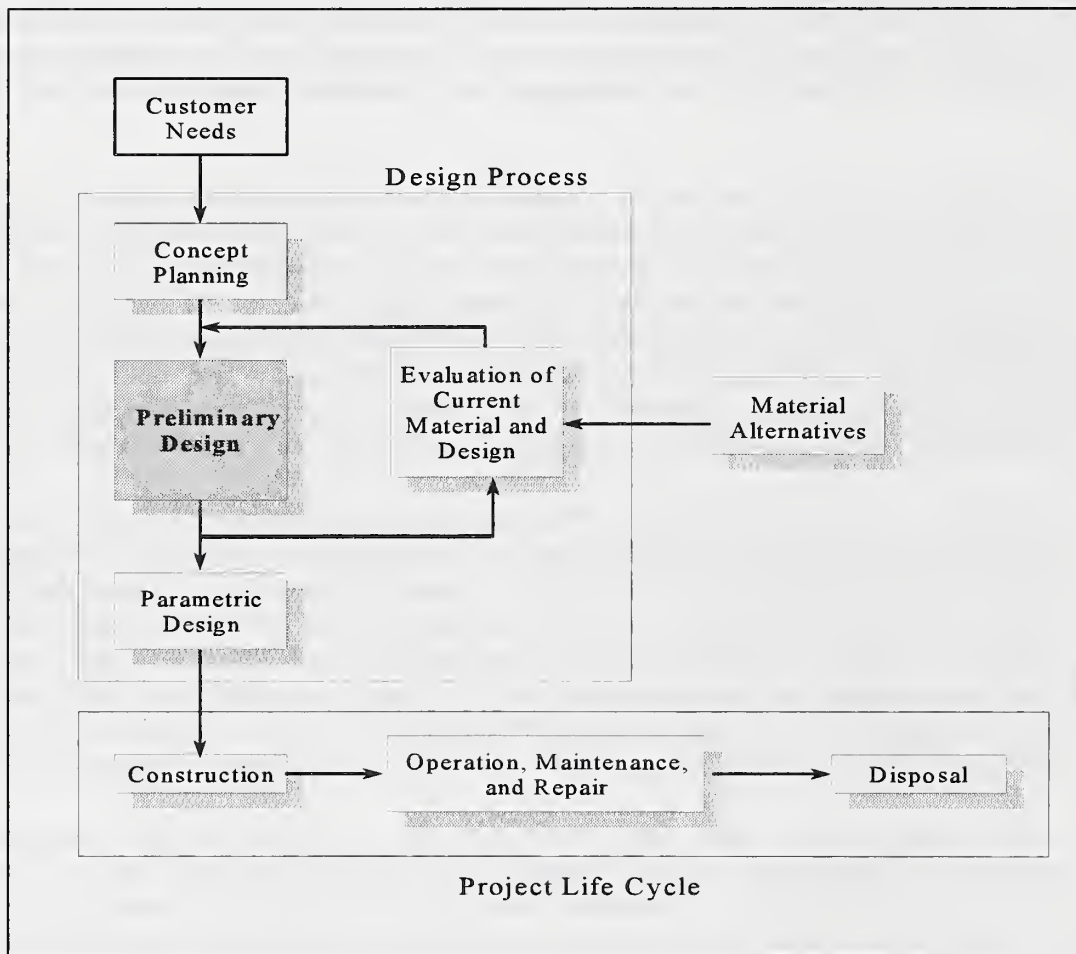 Customer
Needs
Design Process
Concept
Planning
Preliminary
Design
Evaluation of
Current
Material and
Design
Material
Alternatives
Parametric
Design
Construction
Operation, Maintenance,
and Repair
Disposal
Project Life Cycle